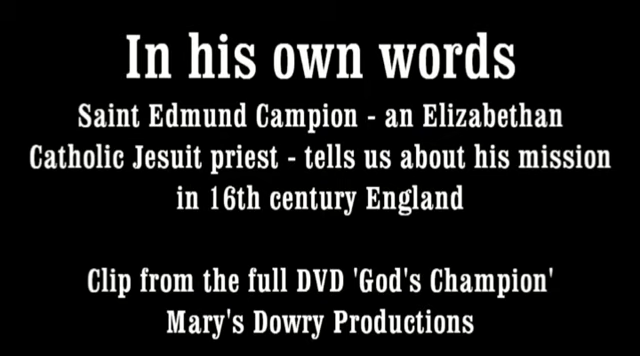 In his own words
Saint Edmund Campion - an Elizabethan
Catholic Jesuit priest - tells us about his mission
in 16th century England
Clip from the full DVD 'God's Champion'
Mary's Dowry Productions